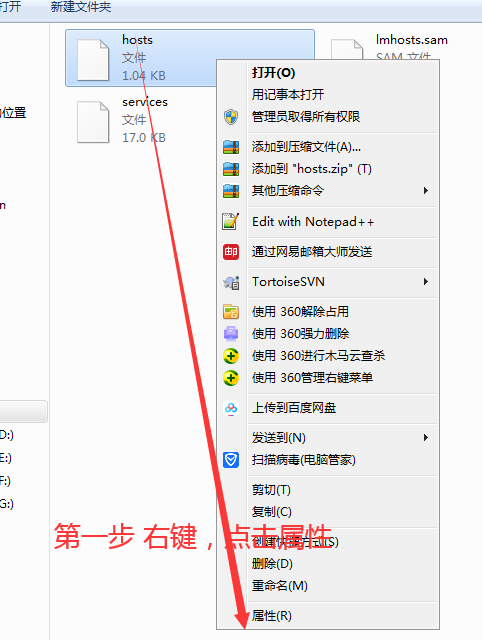 打开
新建文件夹
hosts
文件
1.04 KB
lmhosts.sam
SAM 文件
services
文件
17.0 KB
的位置
n
D:)
E:)
F:)
G:)
打开(O)
用记事本打开
管理员取得所有权限
添加到压缩文件(A)...
添加到 "hosts.zip" (T)
其他压缩命令
Edit with Notepad++
通过网易邮箱大师发送
TortoiseSVN
使用 360解除占用
使用 360强力删除
使用 360进行木马云查杀
使用 360管理右键菜单
上传到百度网盘
发送到(N)
扫描病毒(电脑管家)
剪切(T)
复制(C)
第一步 右键，点击属性
创建快捷方式(S)
删除(D)
重命名(M)
属性(R)